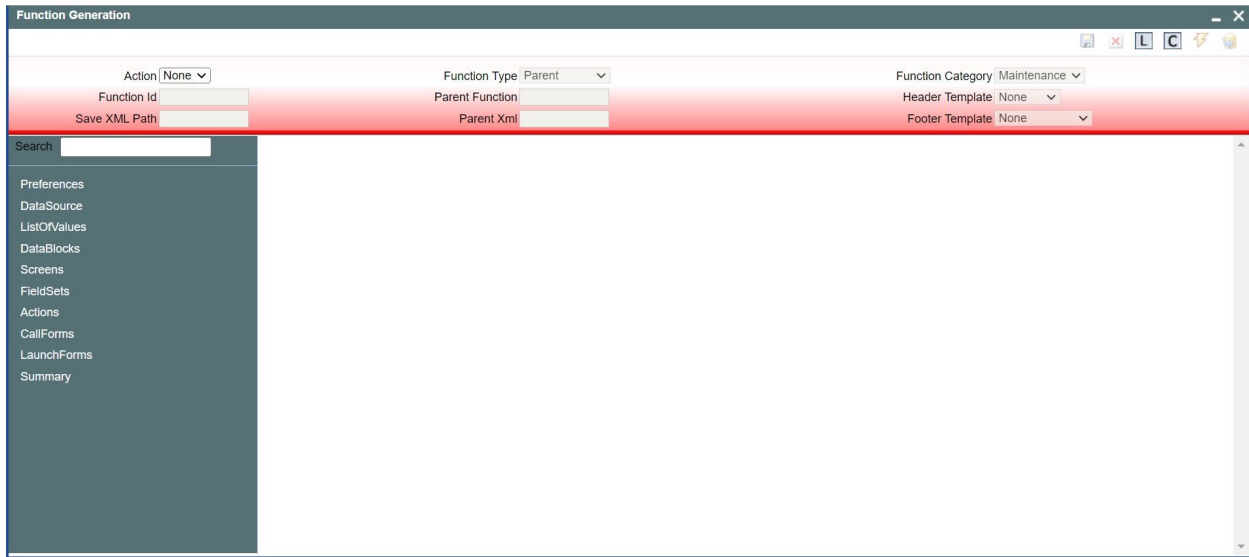 Function Generation
L C
Action None Function Type Parent Function Category Maintenance
Function Id Parent Function Header Template None
Save XML Path Parent Xml Footer Template None
Search
Preferences
DataSource
ListOfValues
DataBlocks
Screens
FieldSets
Actions
CallForms
LaunchForms
Summary